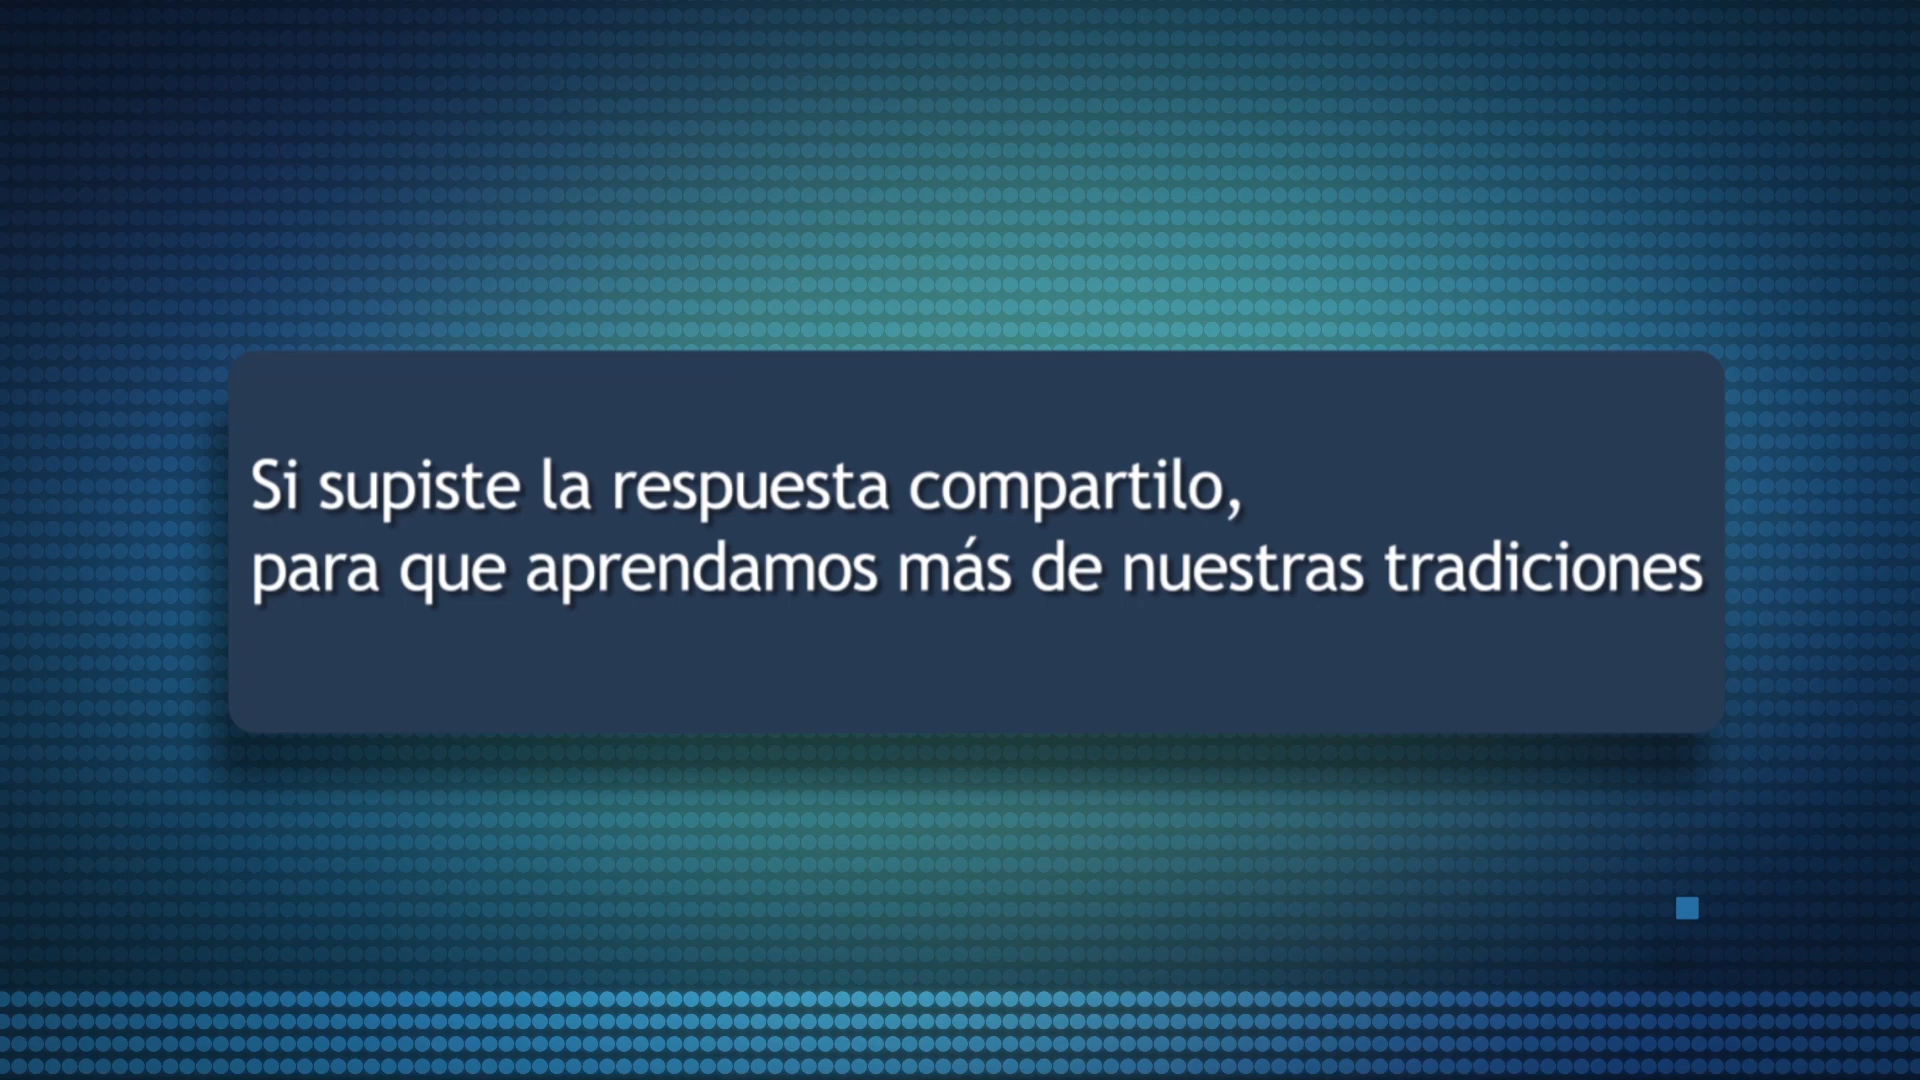 Si supiste la respuesta compartilo,
para que aprendamos más de nuestras tradiciones